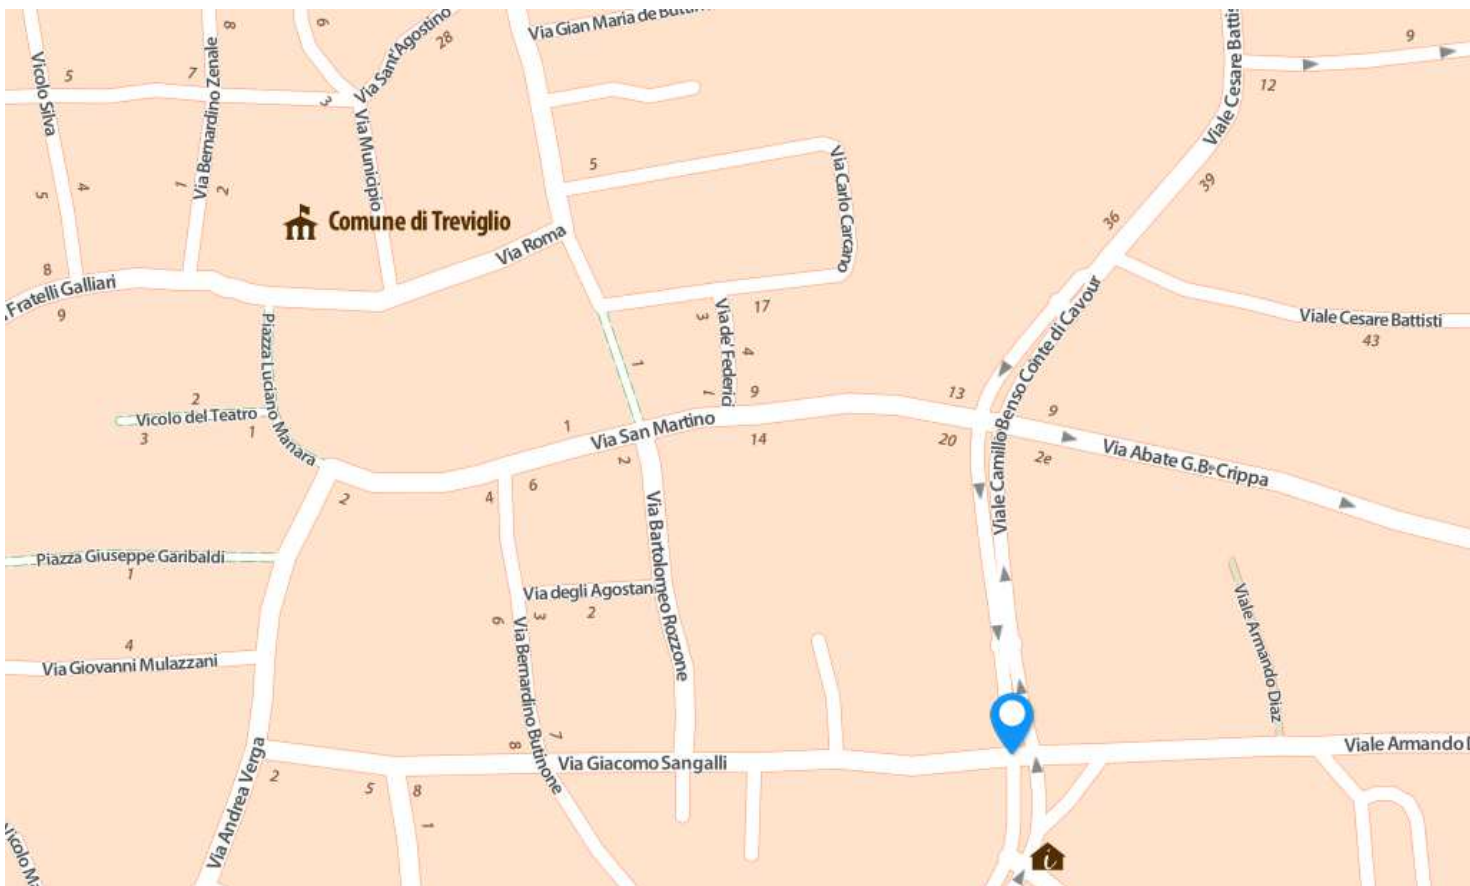 Via Gian Maria de
9
6
8
28
Via Sant'Agostino
Viale Cesare
Vicolo Silva
5
7
Via Bernardino Zenale
3
12
Via Municipio
5
Via Carlo Carcano
39
5
4
1
2
36
Comune di Treviglio
Via Roma
8
Fratelli Galliari
9
17
3
Via de' Federici
Viale Cesare Battisti
43
Viale Camillo Benso Conte di Cavour
Piazza Luciano Manara
1
4
2
Vicolo del Teatro
3
1
1
9
13
9
1
Via San Martino
14
20
2e
Via Abate G.B. Crippa
2
2
4
6
Via Bartolomeo Rozzone
Piazza Giuseppe Garibaldi
1
Via degli Agostan
2
3
6
Via Bernardino Butinone
Viale Armando Diaz
4
Via Giovanni Mulazzani
7
8
Via Giacomo Sangalli
Viale Armando
Via Andrea Verga
2
5
8
1
Vicolo
i